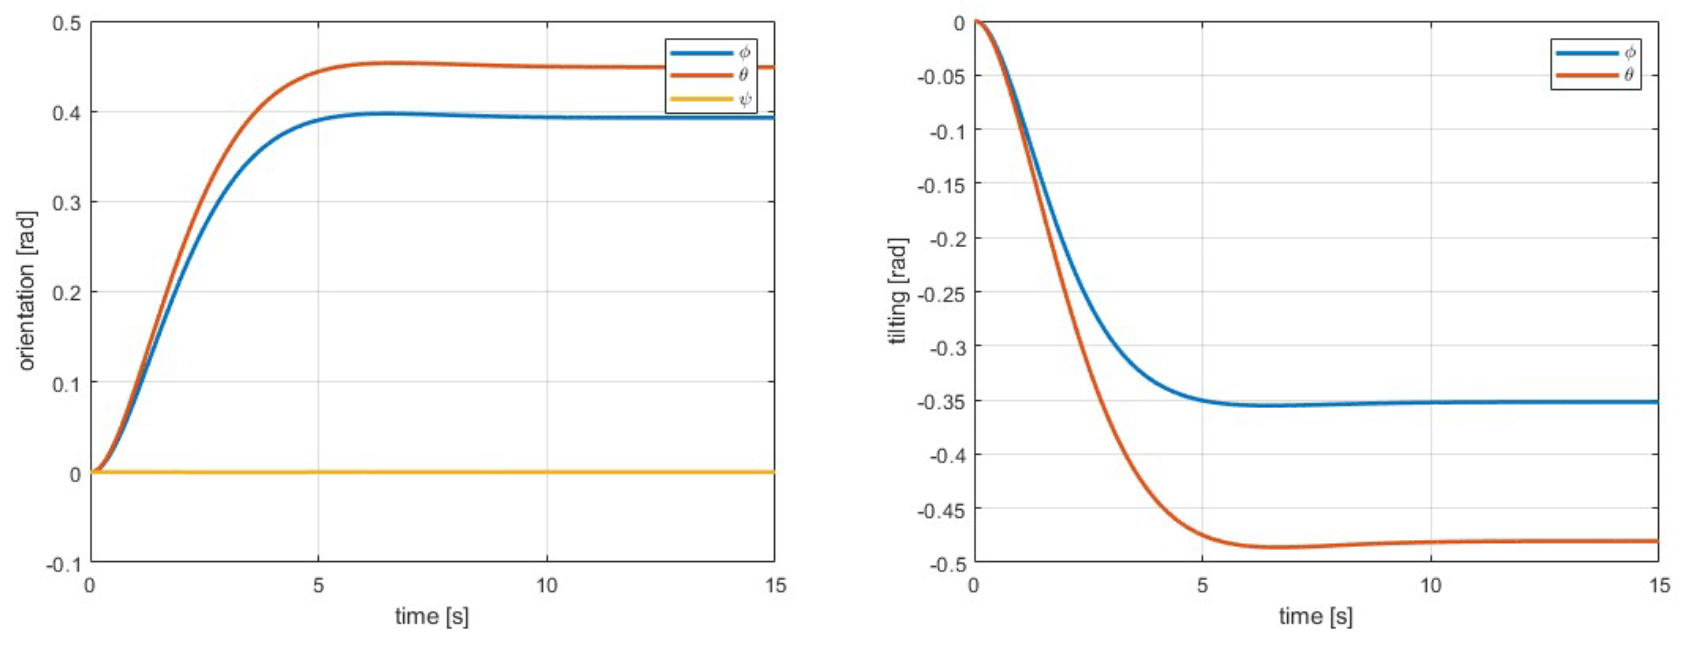 0.5
0.4
0.3
0.2
0.1
0
-0.1
0
5
10
15
orientation [rad]
time [s]
ϕ
θ
ψ
0
-0.05
-0.1
-0.15
-0.2
-0.25
-0.3
-0.35
-0.4
-0.45
-0.5
0
5
10
15
tilting [rad]
time [s]
ϕ
θ